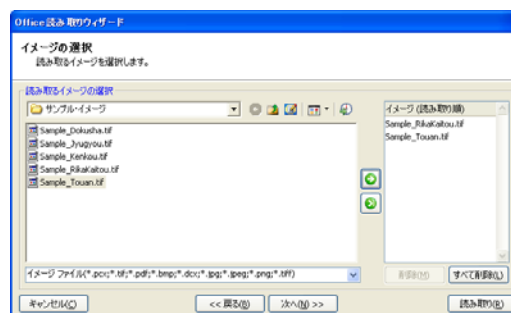 Office 読み取りウィザード
イメージの選択
読み取るイメージを選択します。
読み取るイメージの選択
サンプル・イメージ
イメージ (読み取り順)
Sample_Dokusha.tif
Sample_Jyugyou.tif
Sample_Kenkou.tif
Sample_RikaKaitou.tif
Sample_Touan.tif
Sample_RikaKaitou.tif
Sample_Touan.tif
イメージ ファイル(*.pcx;*.tif;*.pdf;*.bmp;*.dcx;*.jpg;*.jpeg;*.png;*.tiff)
削除(M)
すべて削除(L)
キャンセル(C)
<< 戻る(B)
次へ(N) >>
読み取り(R)